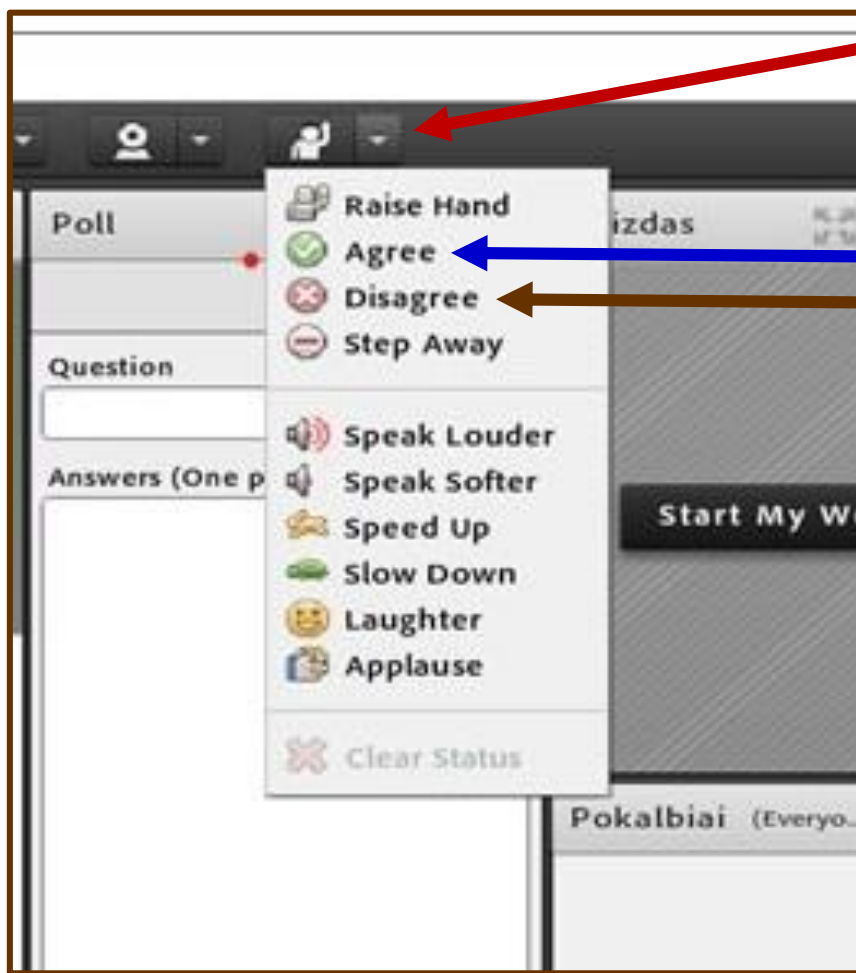 Poll
izdas
Raise Hand
Agree
Disagree
Step Away
Question
Speak Louder
Answers (One p
Speak Softer
Speed Up
Start My W
Slow Down
Laughter
Applause
Clear Status
Pokalbiai (Everyo...